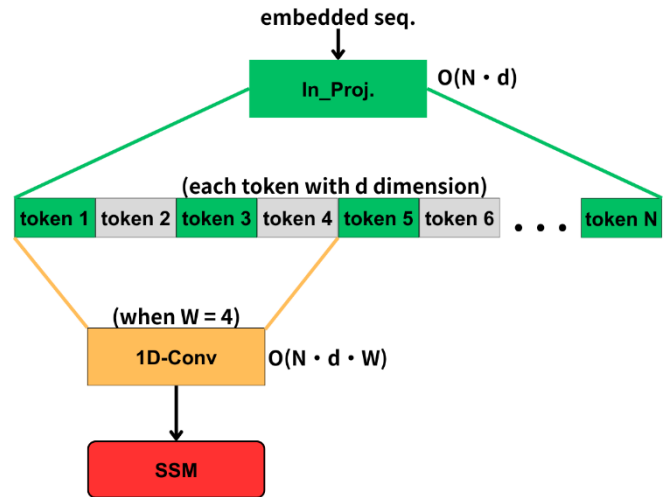 embedded seq.
In_Proj.
O(N・d)
(each token with d dimension)
token 1 token 2 token 3 token 4 token 5 token 6 ... token N
(when W = 4)
1D-Conv
O(N・d・W)
SSM